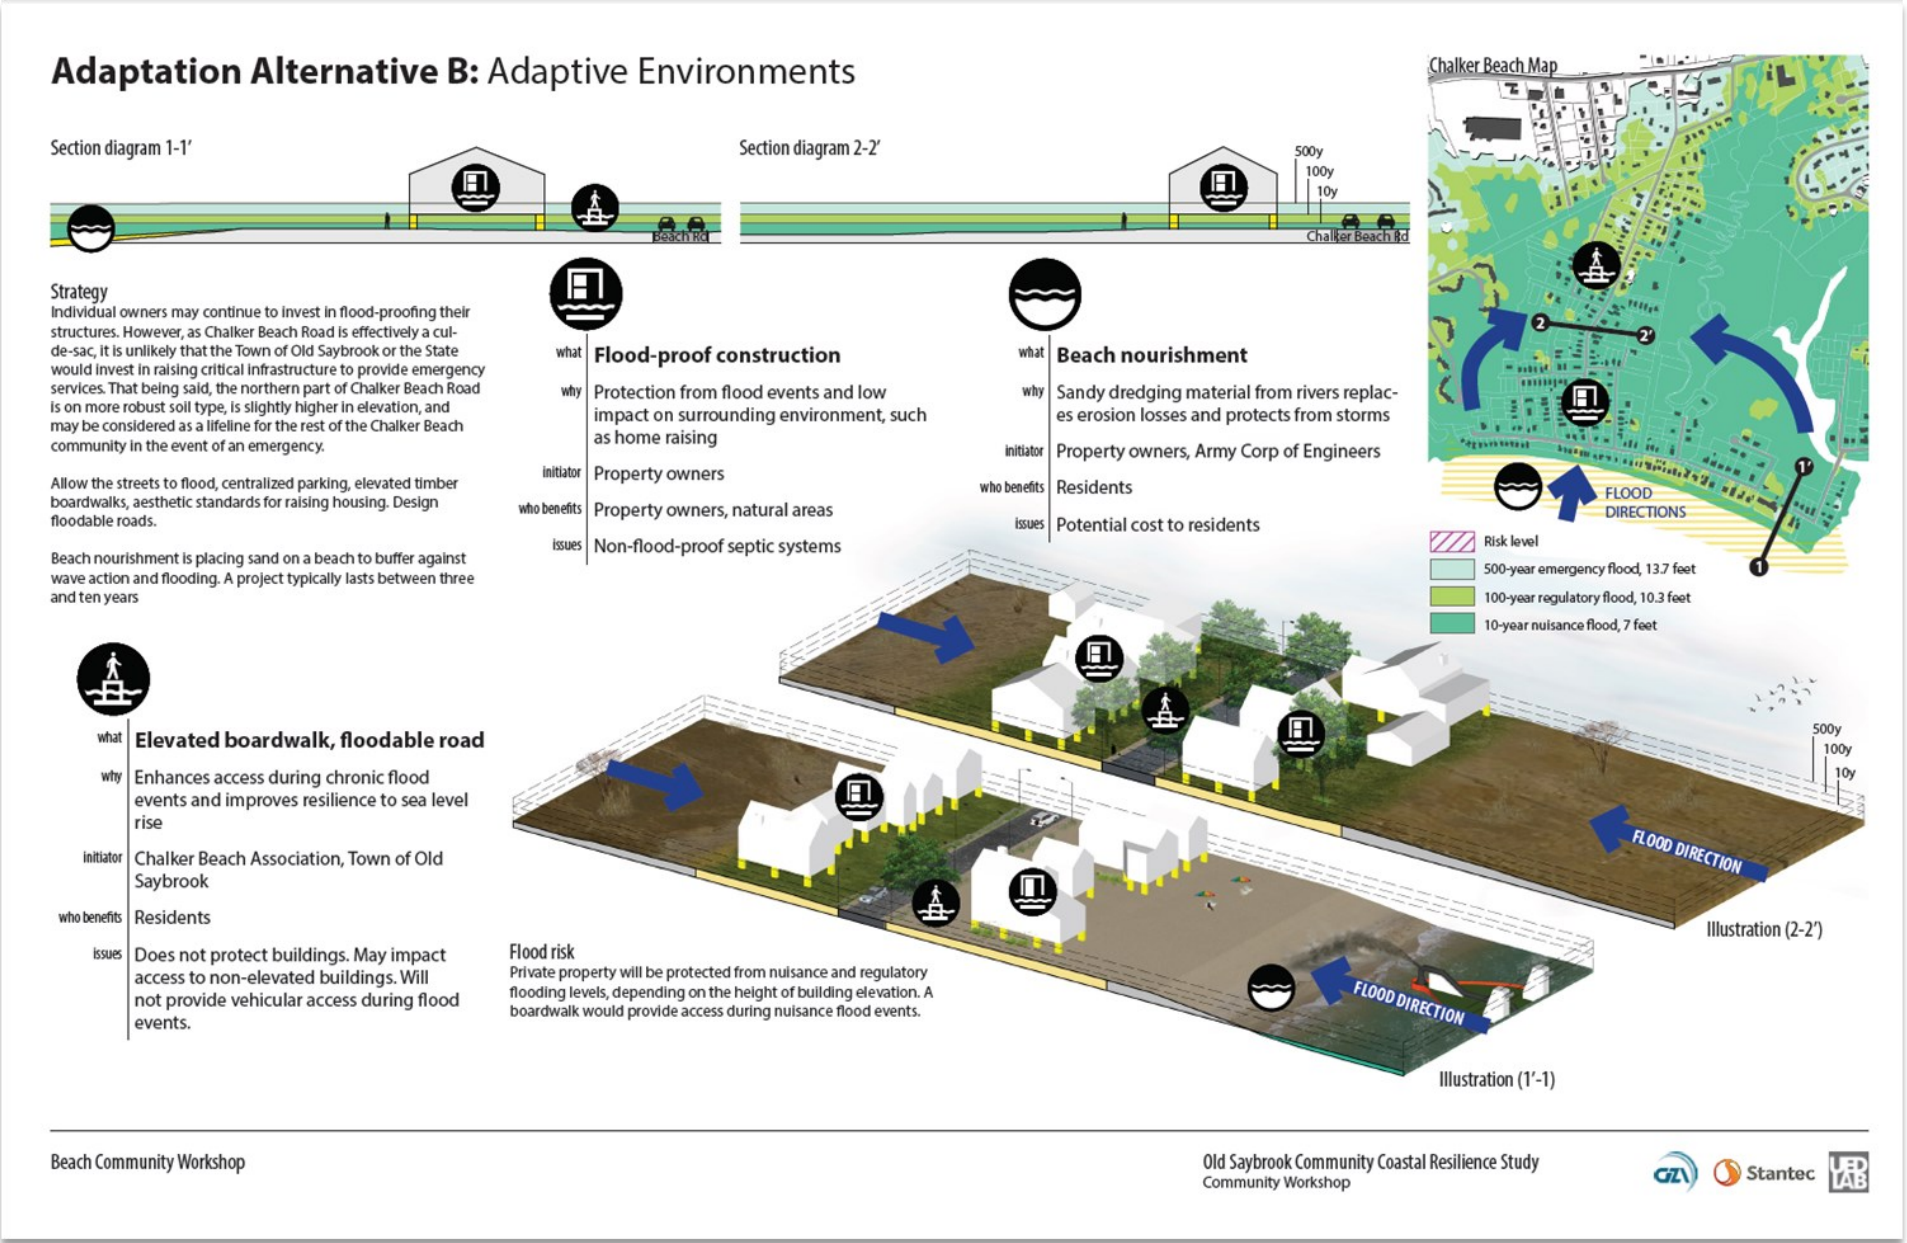 Adaptation Alternative B: Adaptive Environments
Section diagram 1-1'
Beach Rd
Section diagram 2-2'
500y
100y
10y
Chalker Beach Rd
Strategy
Individual owners may continue to invest in flood-proofing their
structures. However, as Chalker Beach Road is effectively a cul-
de-sac, it is unlikely that the Town of Old Saybrook or the State
would invest in raising critical infrastructure to provide emergency
services. That being said, the northern part of Chalker Beach Road
is on more robust soil type, is slightly higher in elevation, and
may be considered as a lifeline for the rest of the Chalker Beach
community in the event of an emergency.
Allow the streets to flood, centralized parking, elevated timber
boardwalks, aesthetic standards for raising housing. Design
floodable roads.
Beach nourishment is placing sand on a beach to buffer against
wave action and flooding. A project typically lasts between three
and ten years
what Elevated boardwalk, floodable road
why Enhances access during chronic flood
events and improves resilience to sea level
rise
initiator Chalker Beach Association, Town of Old
Saybrook
who benefits Residents
issues Does not protect buildings. May impact
access to non-elevated buildings. Will
not provide vehicular access during flood
events.
what Flood-proof construction
why Protection from flood events and low
impact on surrounding environment, such
as home raising
initiator Property owners
who benefits Property owners, natural areas
issues Non-flood-proof septic systems
what Beach nourishment
why Sandy dredging material from rivers replac-
es erosion losses and protects from storms
initiator Property owners, Army Corp of Engineers
who benefits Residents
issues Potential cost to residents
Chalker Beach Map
2
2'
1'
1
FLOOD
DIRECTIONS
Risk level
500-year emergency flood, 13.7 feet
100-year regulatory flood, 10.3 feet
10-year nuisance flood, 7 feet
500y
100y
10y
FLOOD DIRECTION
Illustration (2-2')
FLOOD DIRECTION
Illustration (1'-1)
Flood risk
Private property will be protected from nuisance and regulatory
flooding levels, depending on the height of building elevation. A
boardwalk would provide access during nuisance flood events.
Beach Community Workshop
Old Saybrook Community Coastal Resilience Study
Community Workshop
GZA
Stantec
UED
LAB